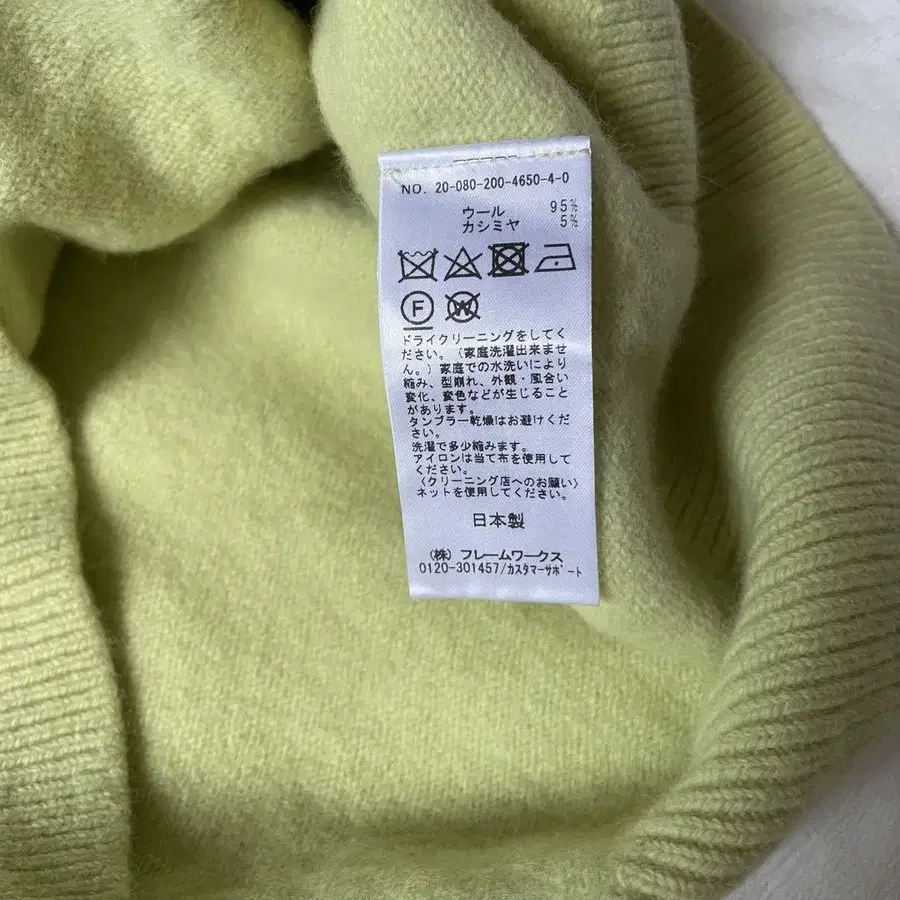 NO. 20-080-200-4650-4-0
ウール 95%
カシミヤ 5%
F
W
ドライクリーニングをしてく
ださい。(家庭洗濯出来ませ
ん。)家庭での水洗いにより
縮み、型崩れ、外観・風合い
変化、変色などが生じること
があります。
タンブラー乾燥はお避けくだ
さい。
洗濯で多少縮みます。
アイロンは当て布を使用して
ください。
〈クリーニング店へのお願い〉
ネットを使用してください。
日本製
(株) フレームワークス
0120-301457/カスタマーサポート